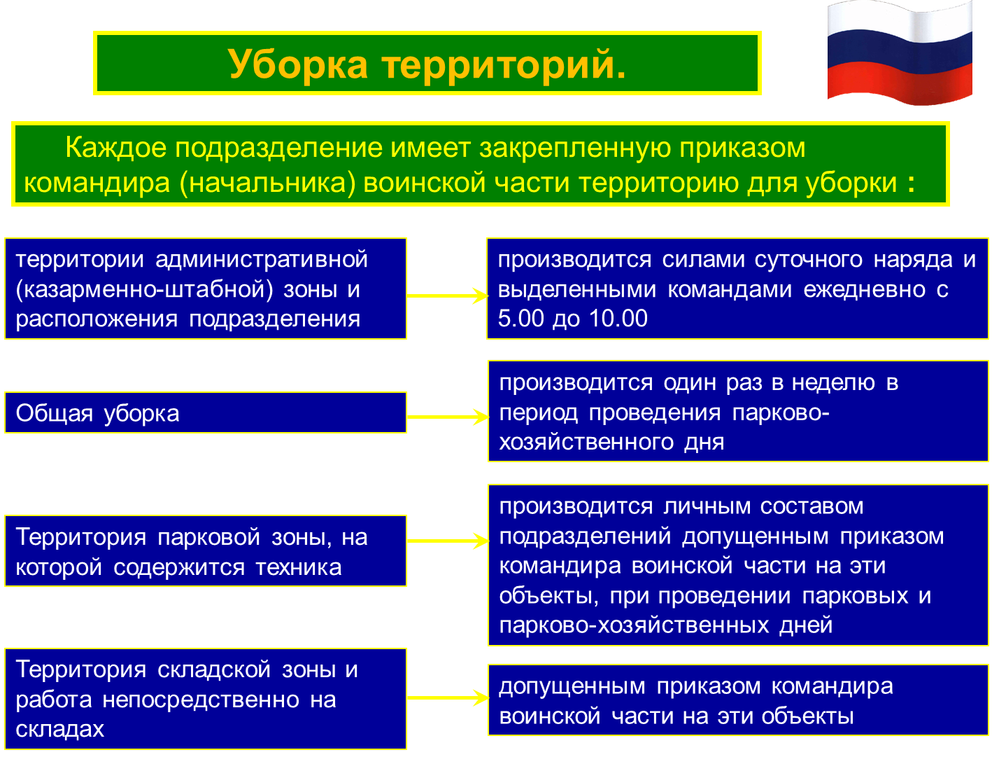 Уборка территорий.
Каждое подразделение имеет закрепленную приказом
командира (начальника) воинской части территорию для уборки :
территории административной
(казарменно-штабной) зоны и
расположения подразделения
производится силами суточного наряда и
выделенными командами ежедневно с
5.00 до 10.00
Общая уборка
производится один раз в неделю в
период проведения парково-
хозяйственного дня
Территория парковой зоны, на
которой содержится техника
производится личным составом
подразделений допущенным приказом
командира воинской части на эти
объекты, при проведении парковых и
парково-хозяйственных дней
Территория складской зоны и
работа непосредственно на
складах
допущенным приказом командира
воинской части на эти объекты